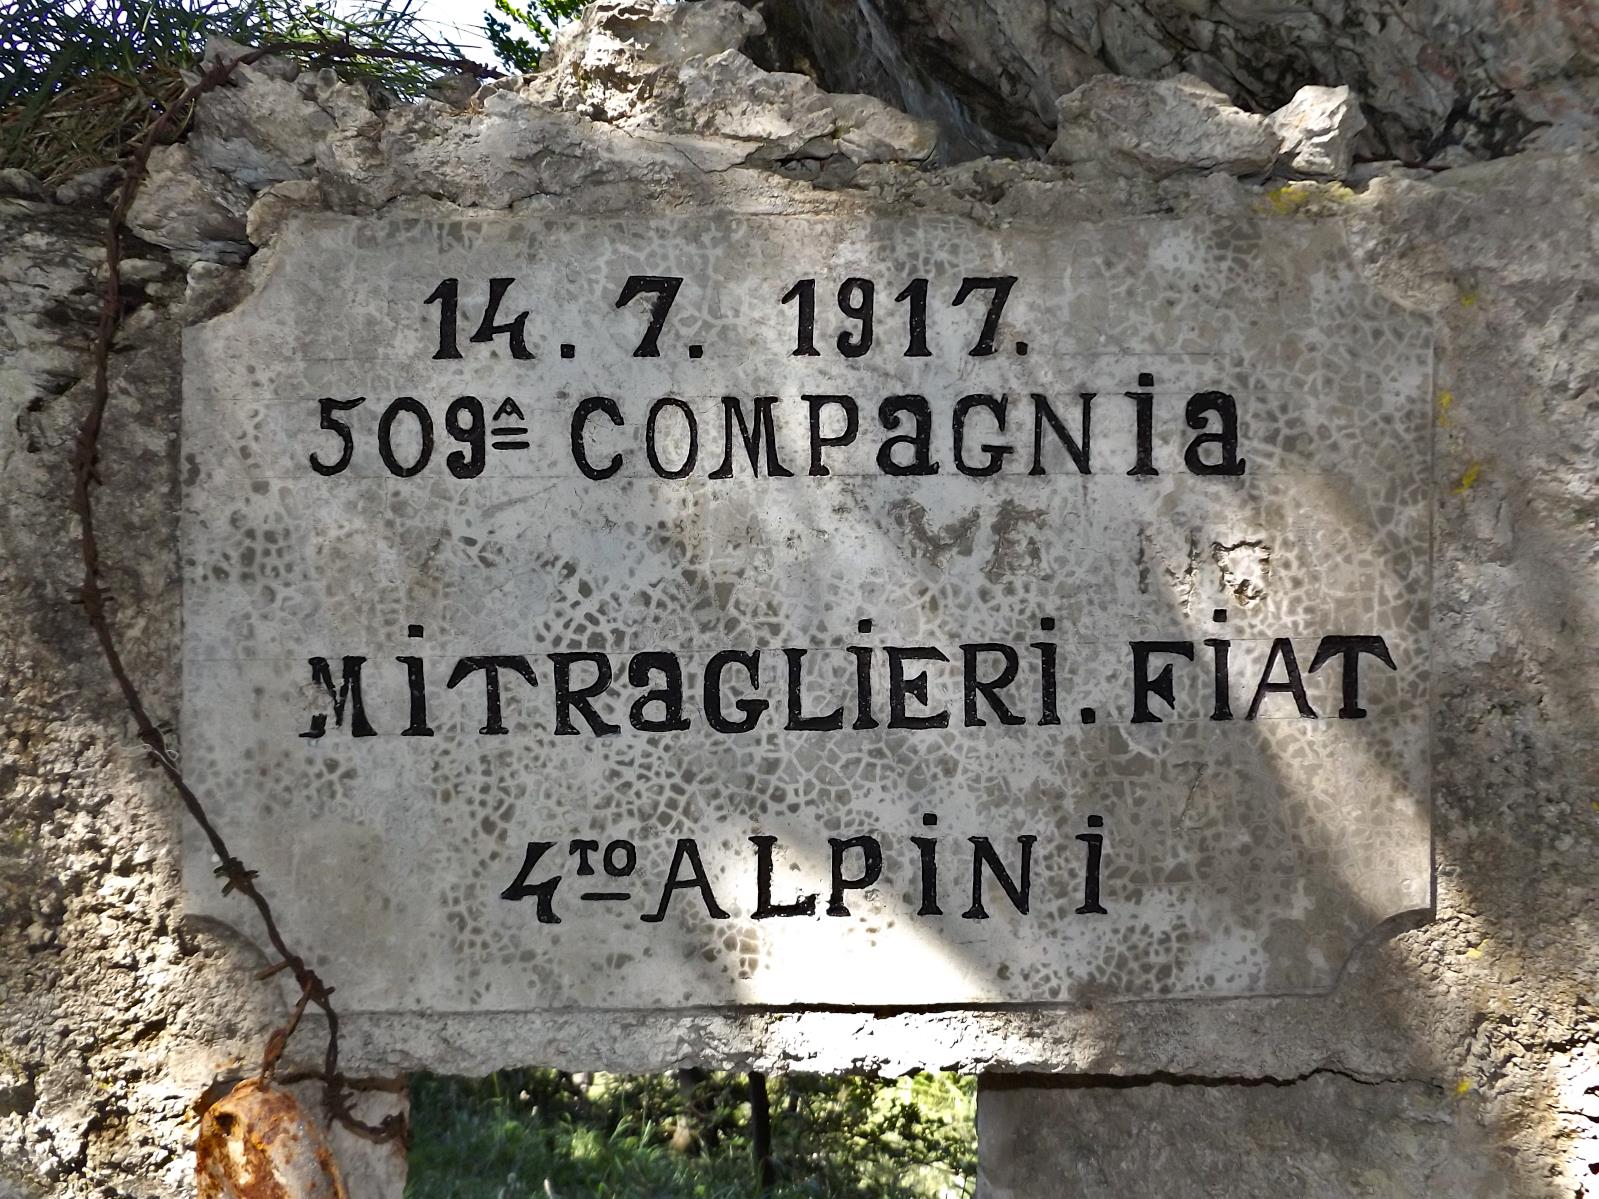 14.7.1917.
509ᴬ COMPaGNia
MiTRaGLiERi. FiAT
4ᵀᴼ ALPiNi